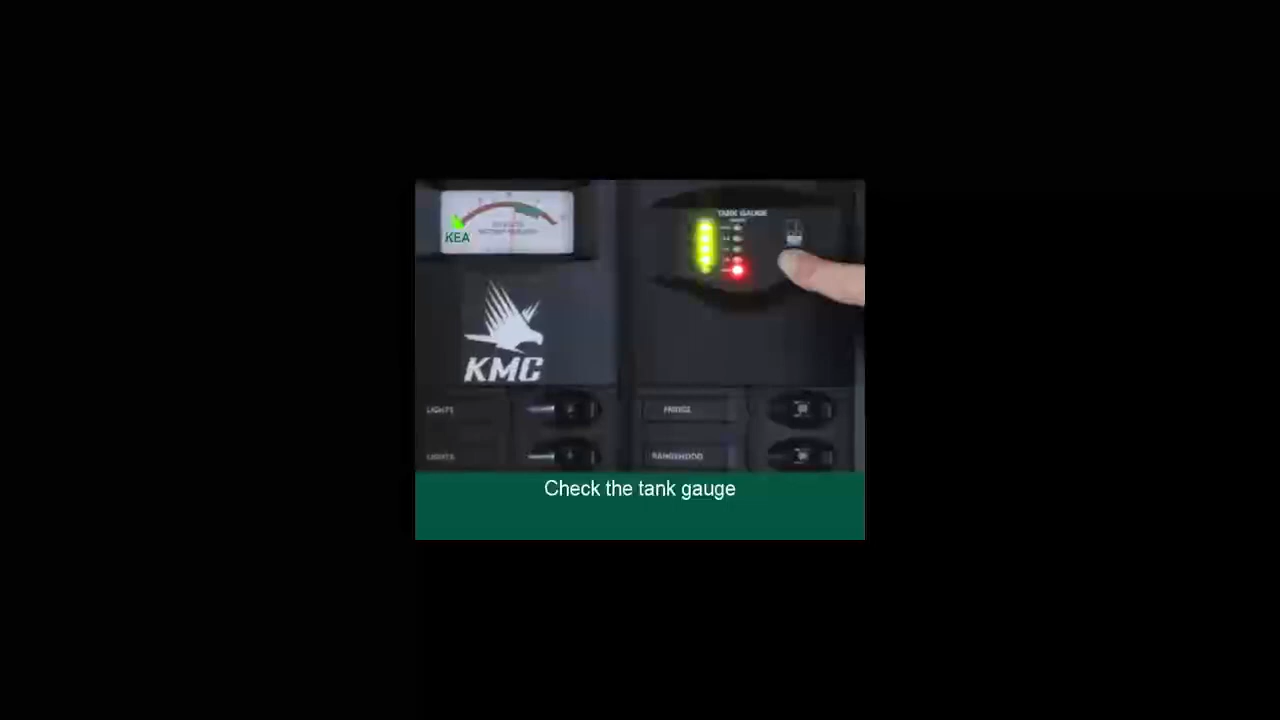 TANK GAUGE
KEA
KMC
LIGHTS
FRIDGE
LIGHTS
RANGEHOOD
Check the tank gauge